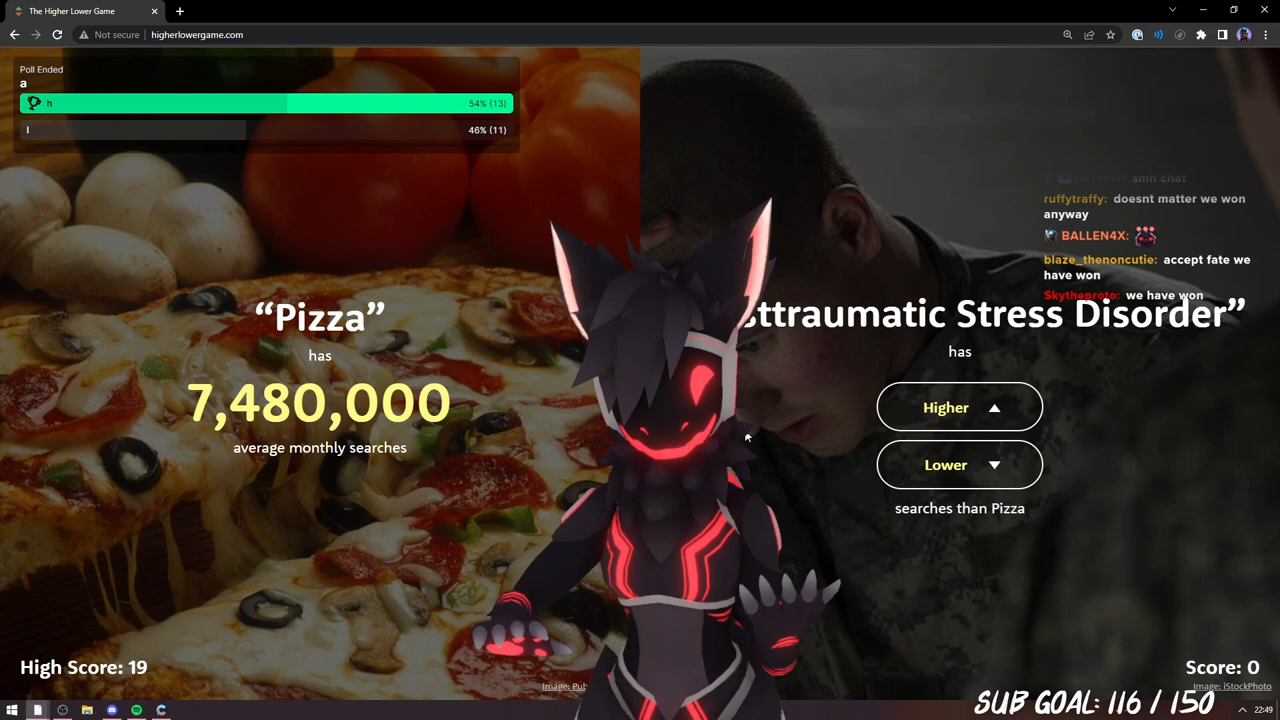 The Higher Lower Game
Not secure
higherlowergame.com
Poll Ended
a
h
54% (13)
l
46% (11)
smh chat
ruffytraffy: doesnt matter we won
anyway
BALLEN4X:
blaze_thenoncutie: accept fate we
have won
Skytheproto: we have won
“Pizza”
has
7,480,000
average monthly searches
sttraumatic Stress Disorder”
has
Higher
Lower
searches than Pizza
High Score: 19
Score: 0
Image: Pub
Image: iStockPhoto
SUB GOAL: 116 / 150
22:49